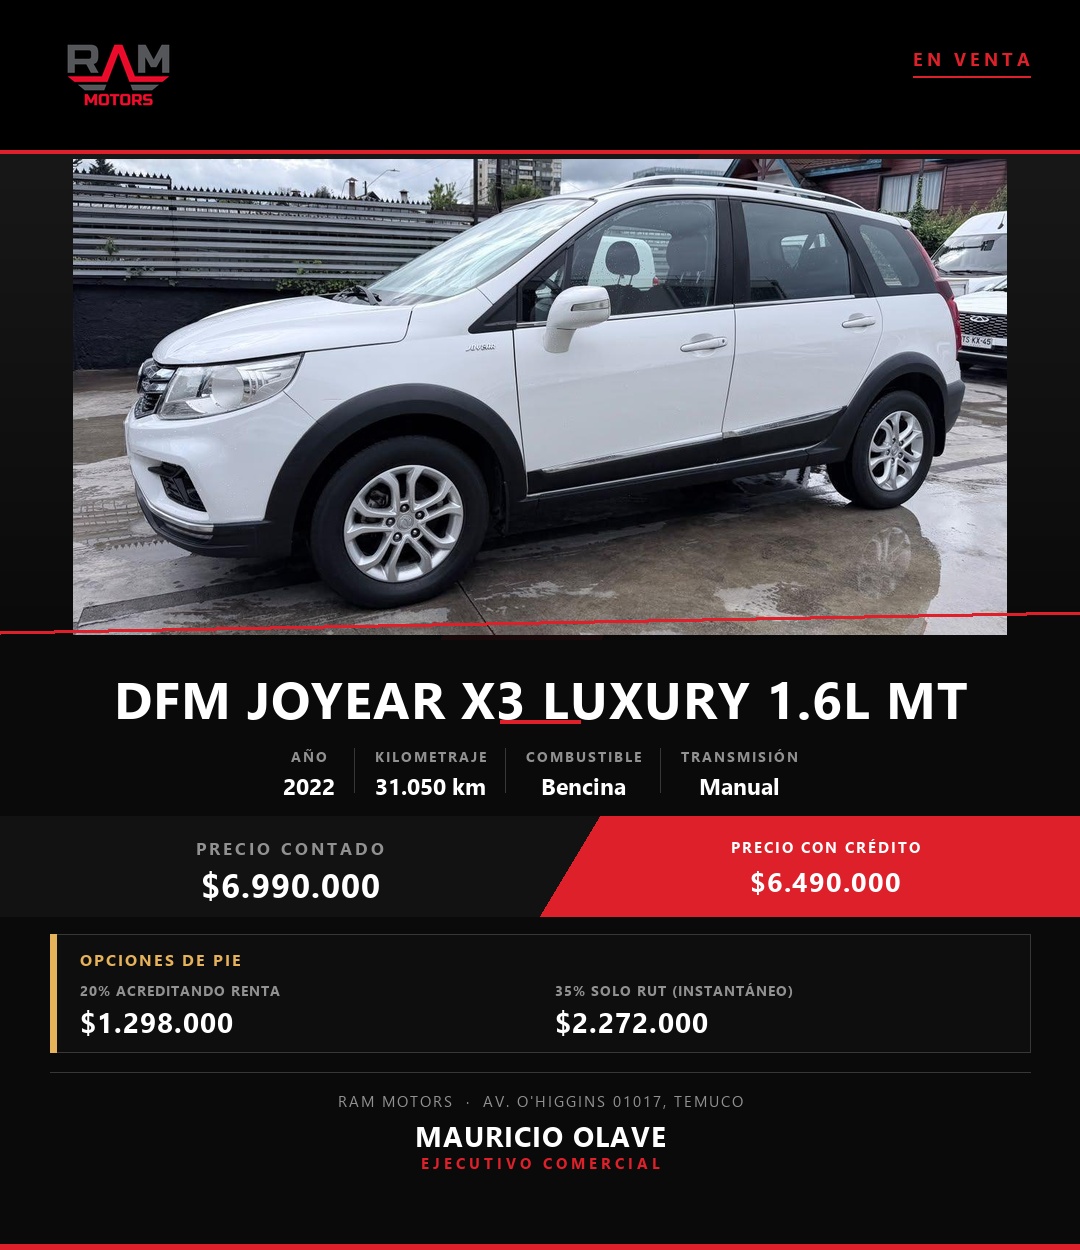 RAM
MOTORS
EN VENTA
JOYEAR
TS KX·45
DFM JOYEAR X3 LUXURY 1.6L MT
AÑO KILOMETRAJE COMBUSTIBLE TRANSMISIÓN
2022 31.050 km Bencina Manual
PRECIO CONTADO
$6.990.000
PRECIO CON CRÉDITO
$6.490.000
OPCIONES DE PIE
20% ACREDITANDO RENTA
$1.298.000
35% SOLO RUT (INSTANTÁNEO)
$2.272.000
RAM MOTORS · AV. O'HIGGINS 01017, TEMUCO
MAURICIO OLAVE
EJECUTIVO COMERCIAL